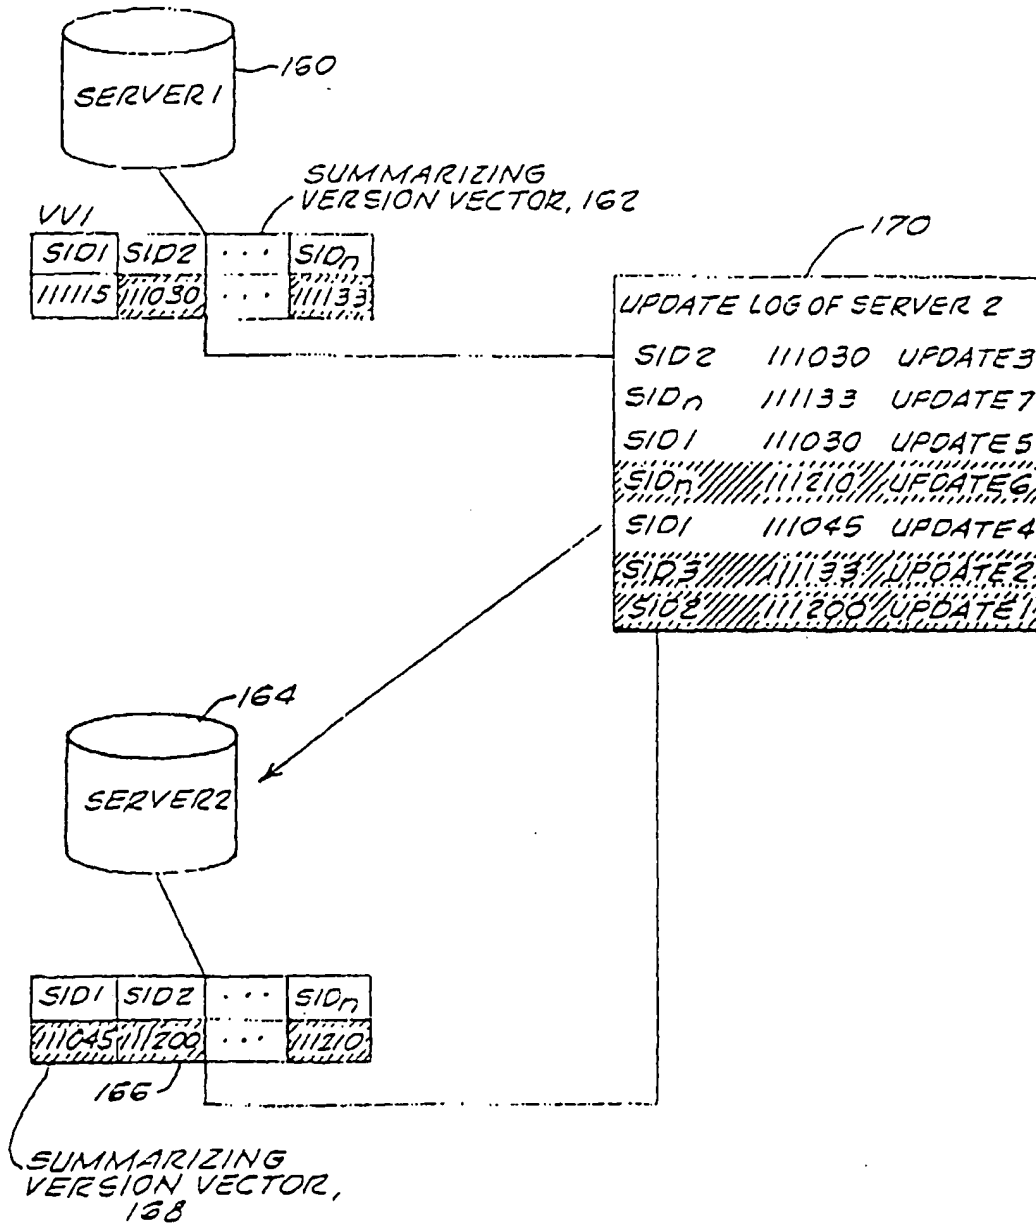 SERVER1
160
SUMMARIZING
VERSION VECTOR, 162
VV1
SID1 SID2 ... SIDn
111115 111030 ... 111133
170
UPDATE LOG OF SERVER 2
SID2 111030 UPDATE3
SIDn 111133 UPDATE7
SID1 111030 UPDATE5
SIDn 111210 UPDATE6
SID1 111045 UPDATE4
SID3 111133 UPDATE2
SID2 111200 UPDATE1
164
SERVER2
SID1 SID2 ... SIDn
111045 111200 ... 111210
166
SUMMARIZING
VERSION VECTOR,
168